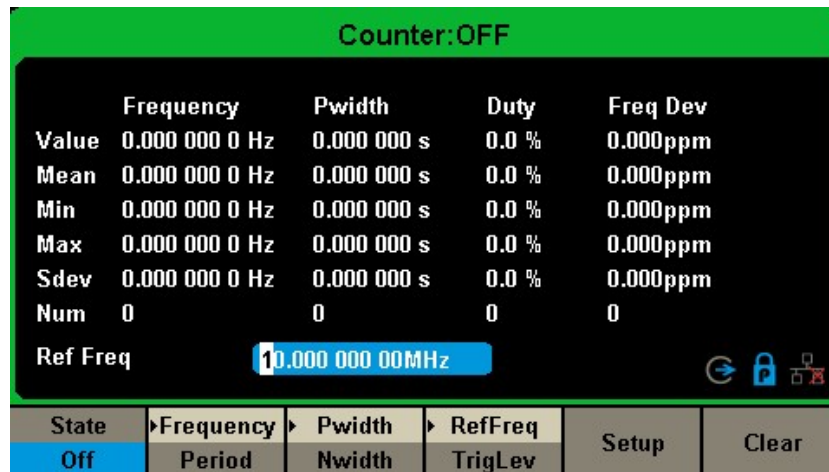 Counter:OFF
Frequency Pwidth Duty Freq Dev
Value 0.000 000 0 Hz 0.000 000 s 0.0 % 0.000ppm
Mean 0.000 000 0 Hz 0.000 000 s 0.0 % 0.000ppm
Min 0.000 000 0 Hz 0.000 000 s 0.0 % 0.000ppm
Max 0.000 000 0 Hz 0.000 000 s 0.0 % 0.000ppm
Sdev 0.000 000 0 Hz 0.000 000 s 0.0 % 0.000ppm
Num 0 0 0 0
Ref Freq 10.000 000 00MHz
P
State Frequency Pwidth RefFreq Setup Clear
Off Period Nwidth TrigLev